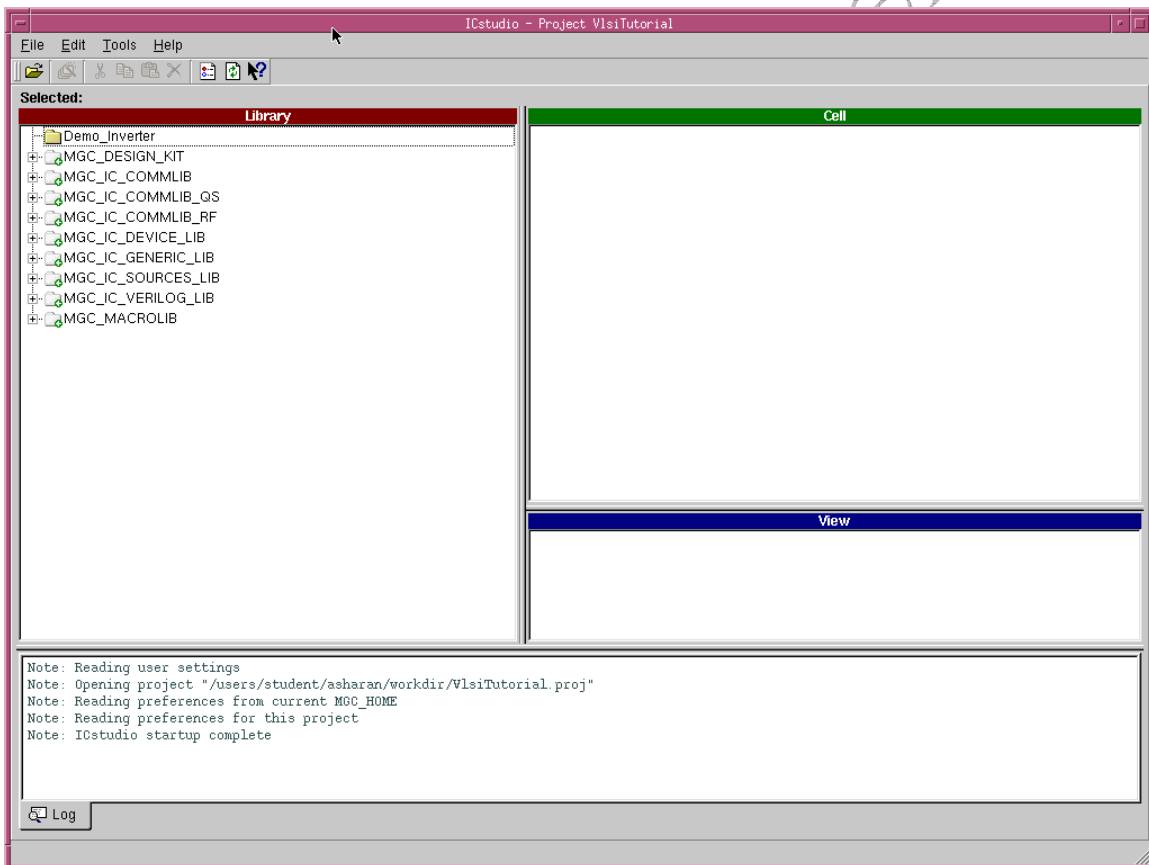 ICstudio - Project VlsiTutorial
File Edit Tools Help
Selected:
Library
Cell
Demo_Inverter
MGC_DESIGN_KIT
MGC_IC_COMMLIB
MGC_IC_COMMLIB_QS
MGC_IC_COMMLIB_RF
MGC_IC_DEVICE_LIB
MGC_IC_GENERIC_LIB
MGC_IC_SOURCES_LIB
MGC_IC_VERILOG_LIB
MGC_MACROLIB
View
Note: Reading user settings
Note: Opening project "/users/student/asharan/workdir/VlsiTutorial.proj"
Note: Reading preferences from current MGC_HOME
Note: Reading preferences for this project
Note: ICstudio startup complete
Log